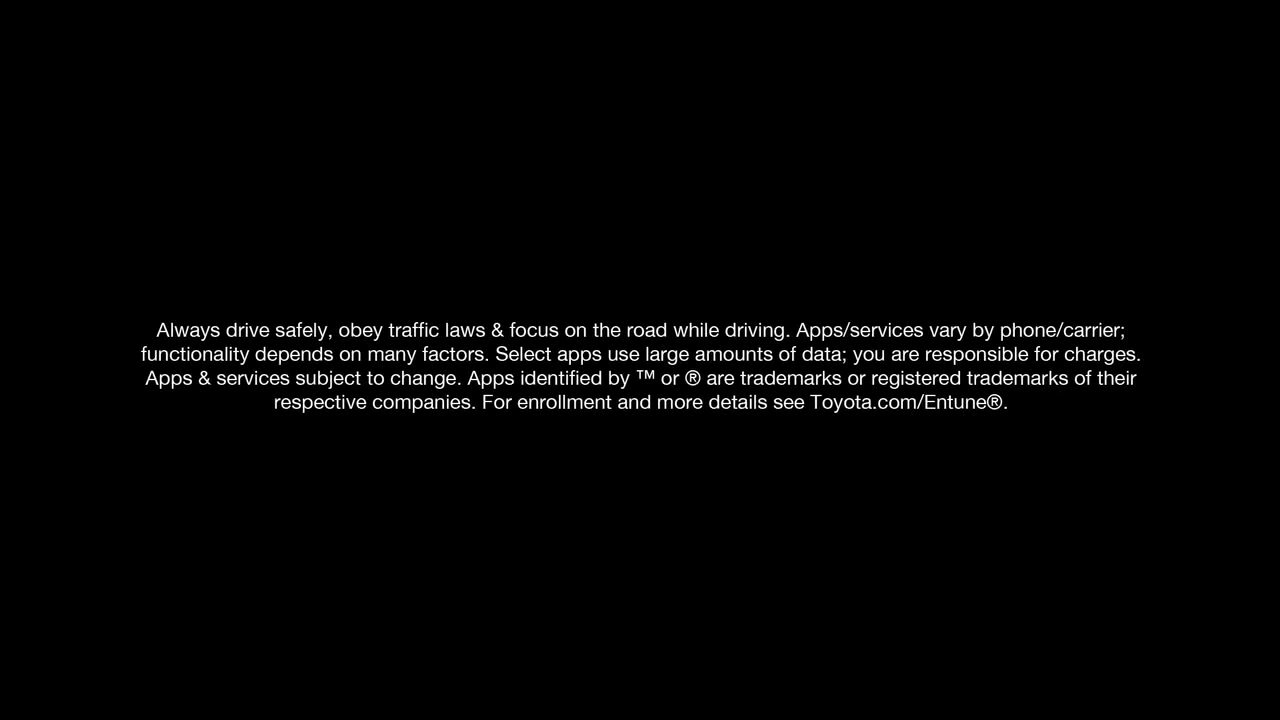 Always drive safely, obey traffic laws & focus on the road while driving. Apps/services vary by phone/carrier;
functionality depends on many factors. Select apps use large amounts of data; you are responsible for charges.
Apps & services subject to change. Apps identified by ™ or ® are trademarks or registered trademarks of their
respective companies. For enrollment and more details see Toyota.com/Entune®.